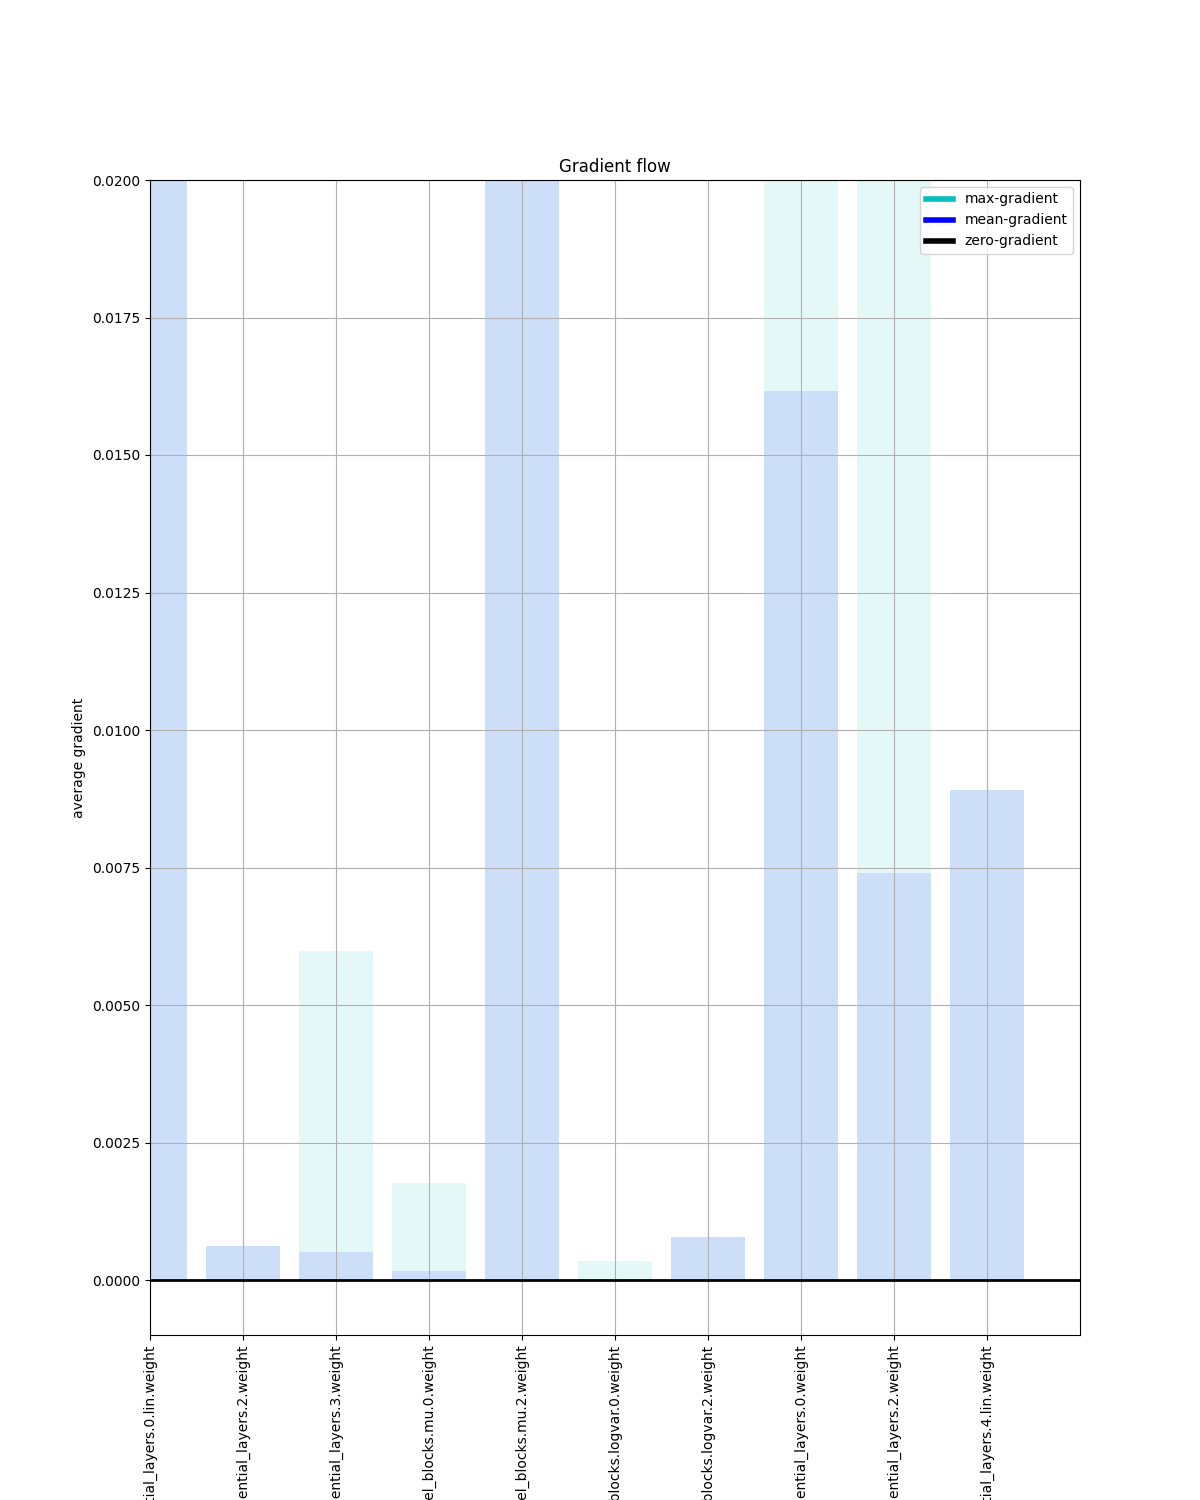 Gradient flow
max-gradient
mean-gradient
zero-gradient
0.0200
0.0175
0.0150
0.0125
0.0100
0.0075
0.0050
0.0025
0.0000
average gradient
tial_layers.0.lin.weight
ential_layers.2.weight
ential_layers.3.weight
el_blocks.mu.0.weight
el_blocks.mu.2.weight
blocks.logvar.0.weight
blocks.logvar.2.weight
ential_layers.0.weight
ential_layers.2.weight
tial_layers.4.lin.weight